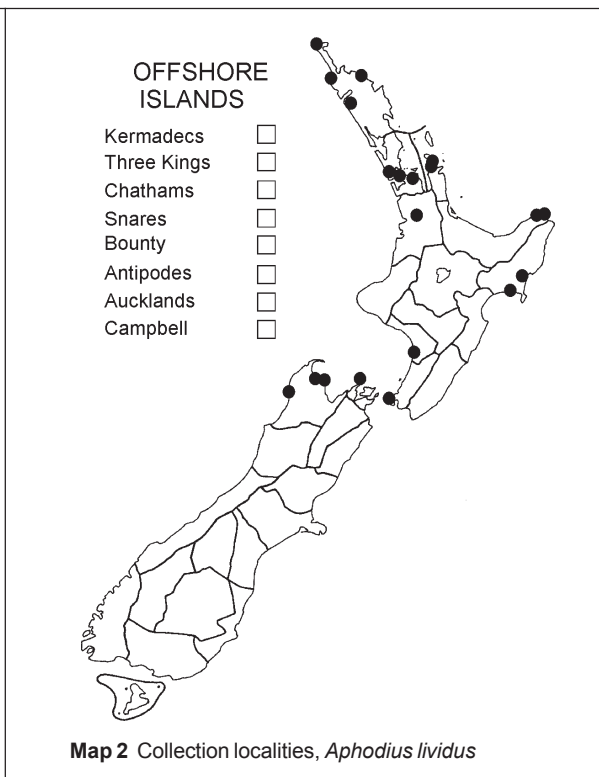 OFFSHORE
ISLANDS
Kermadecs
Three Kings
Chathams
Snares
Bounty
Antipodes
Aucklands
Campbell
Map 2 Collection localities, Aphodius lividus